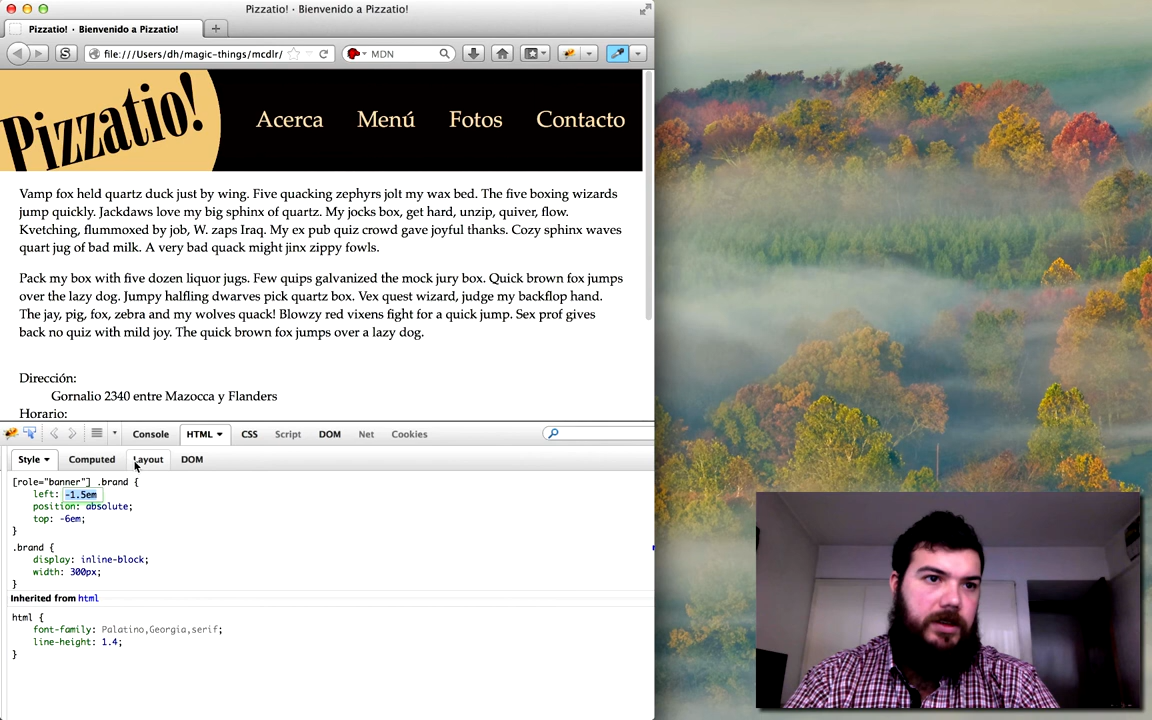 Pizzatio! · Bienvenido a Pizzatio!
Pizzatio! · Bienvenido a Pizzatio!
file:///Users/dh/magic-things/mcdlr/
MDN
Pizzatio!
Acerca Menú Fotos Contacto
Vamp fox held quartz duck just by wing. Five quacking zephyrs jolt my wax bed. The five boxing wizards
jump quickly. Jackdaws love my big sphinx of quartz. My jocks box, get hard, unzip, quiver, flow.
Kvetching, flummoxed by job, W. zaps Iraq. My ex pub quiz crowd gave joyful thanks. Cozy sphinx waves
quart jug of bad milk. A very bad quack might jinx zippy fowls.
Pack my box with five dozen liquor jugs. Few quips galvanized the mock jury box. Quick brown fox jumps
over the lazy dog. Jumpy halfling dwarves pick quartz box. Vex quest wizard, judge my backflop hand.
The jay, pig, fox, zebra and my wolves quack! Blowzy red vixens fight for a quick jump. Sex prof gives
back no quiz with mild joy. The quick brown fox jumps over a lazy dog.
Dirección:
Gornalio 2340 entre Mazocca y Flanders
Horario:
Console HTML CSS Script DOM Net Cookies
Style Computed Layout DOM
[role="banner"] .brand {
left: -1.5em
position: absolute;
top: -6em;
}
.brand {
display: inline-block;
width: 300px;
}
Inherited from html
html {
font-family: Palatino,Georgia,serif;
line-height: 1.4;
}